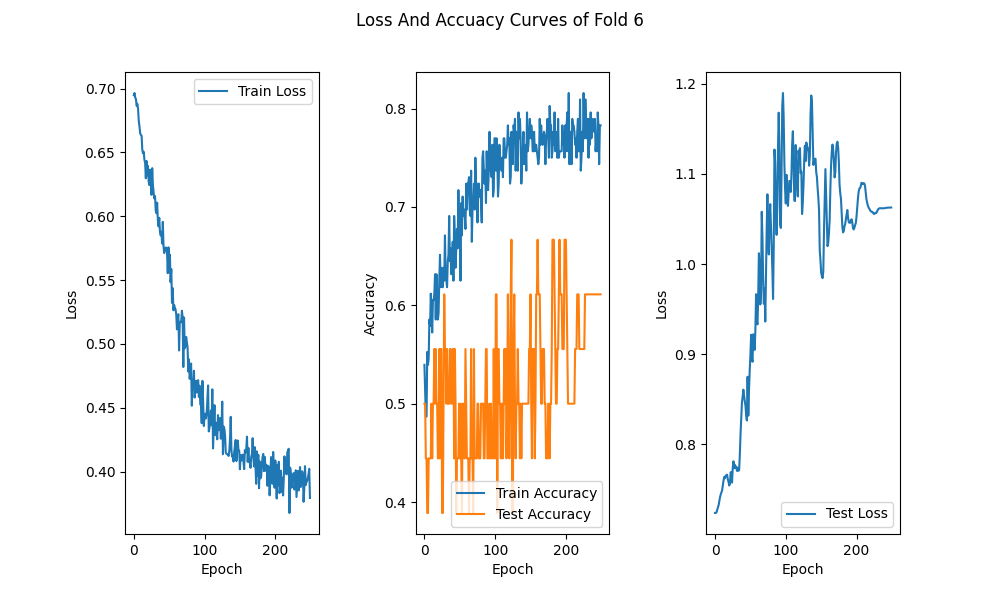 Loss And Accuacy Curves of Fold 6
0.70
0.65
0.60
0.55
0.50
0.45
0.40
Loss
0
100
200
Epoch
Train Loss
0.8
0.7
0.6
0.5
0.4
Accuracy
0
100
200
Epoch
Train Accuracy
Test Accuracy
1.2
1.1
1.0
0.9
0.8
Loss
0
100
200
Epoch
Test Loss